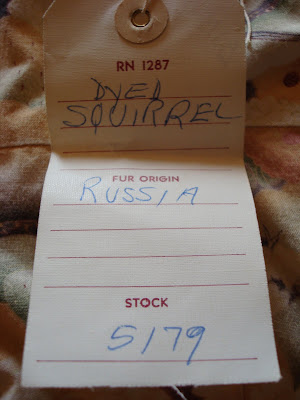 RN 1287
DYED
SQUIRREL
FUR ORIGIN
RUSSIA
STOCK
5179